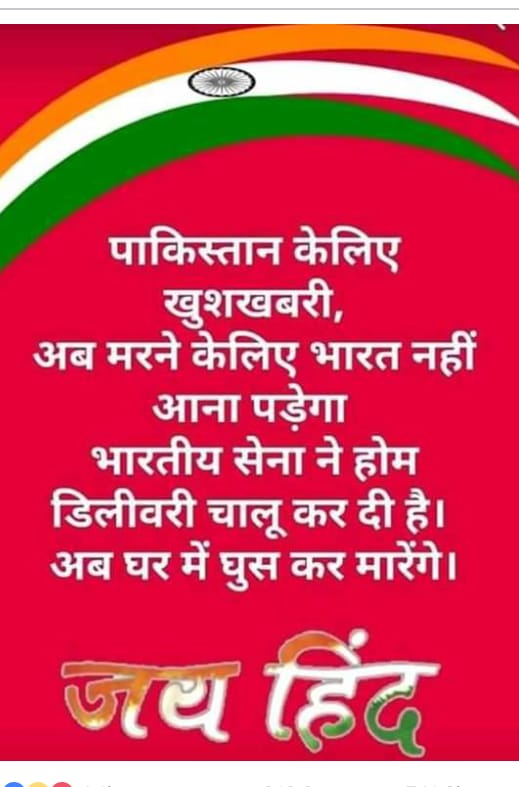 पाकिस्तान केलिए
खुशखबरी,
अब मरने केलिए भारत नहीं
आना पड़ेगा
भारतीय सेना ने होम
डिलीवरी चालू कर दी है।
अब घर में घुस कर मारेंगे।
जय हिंद